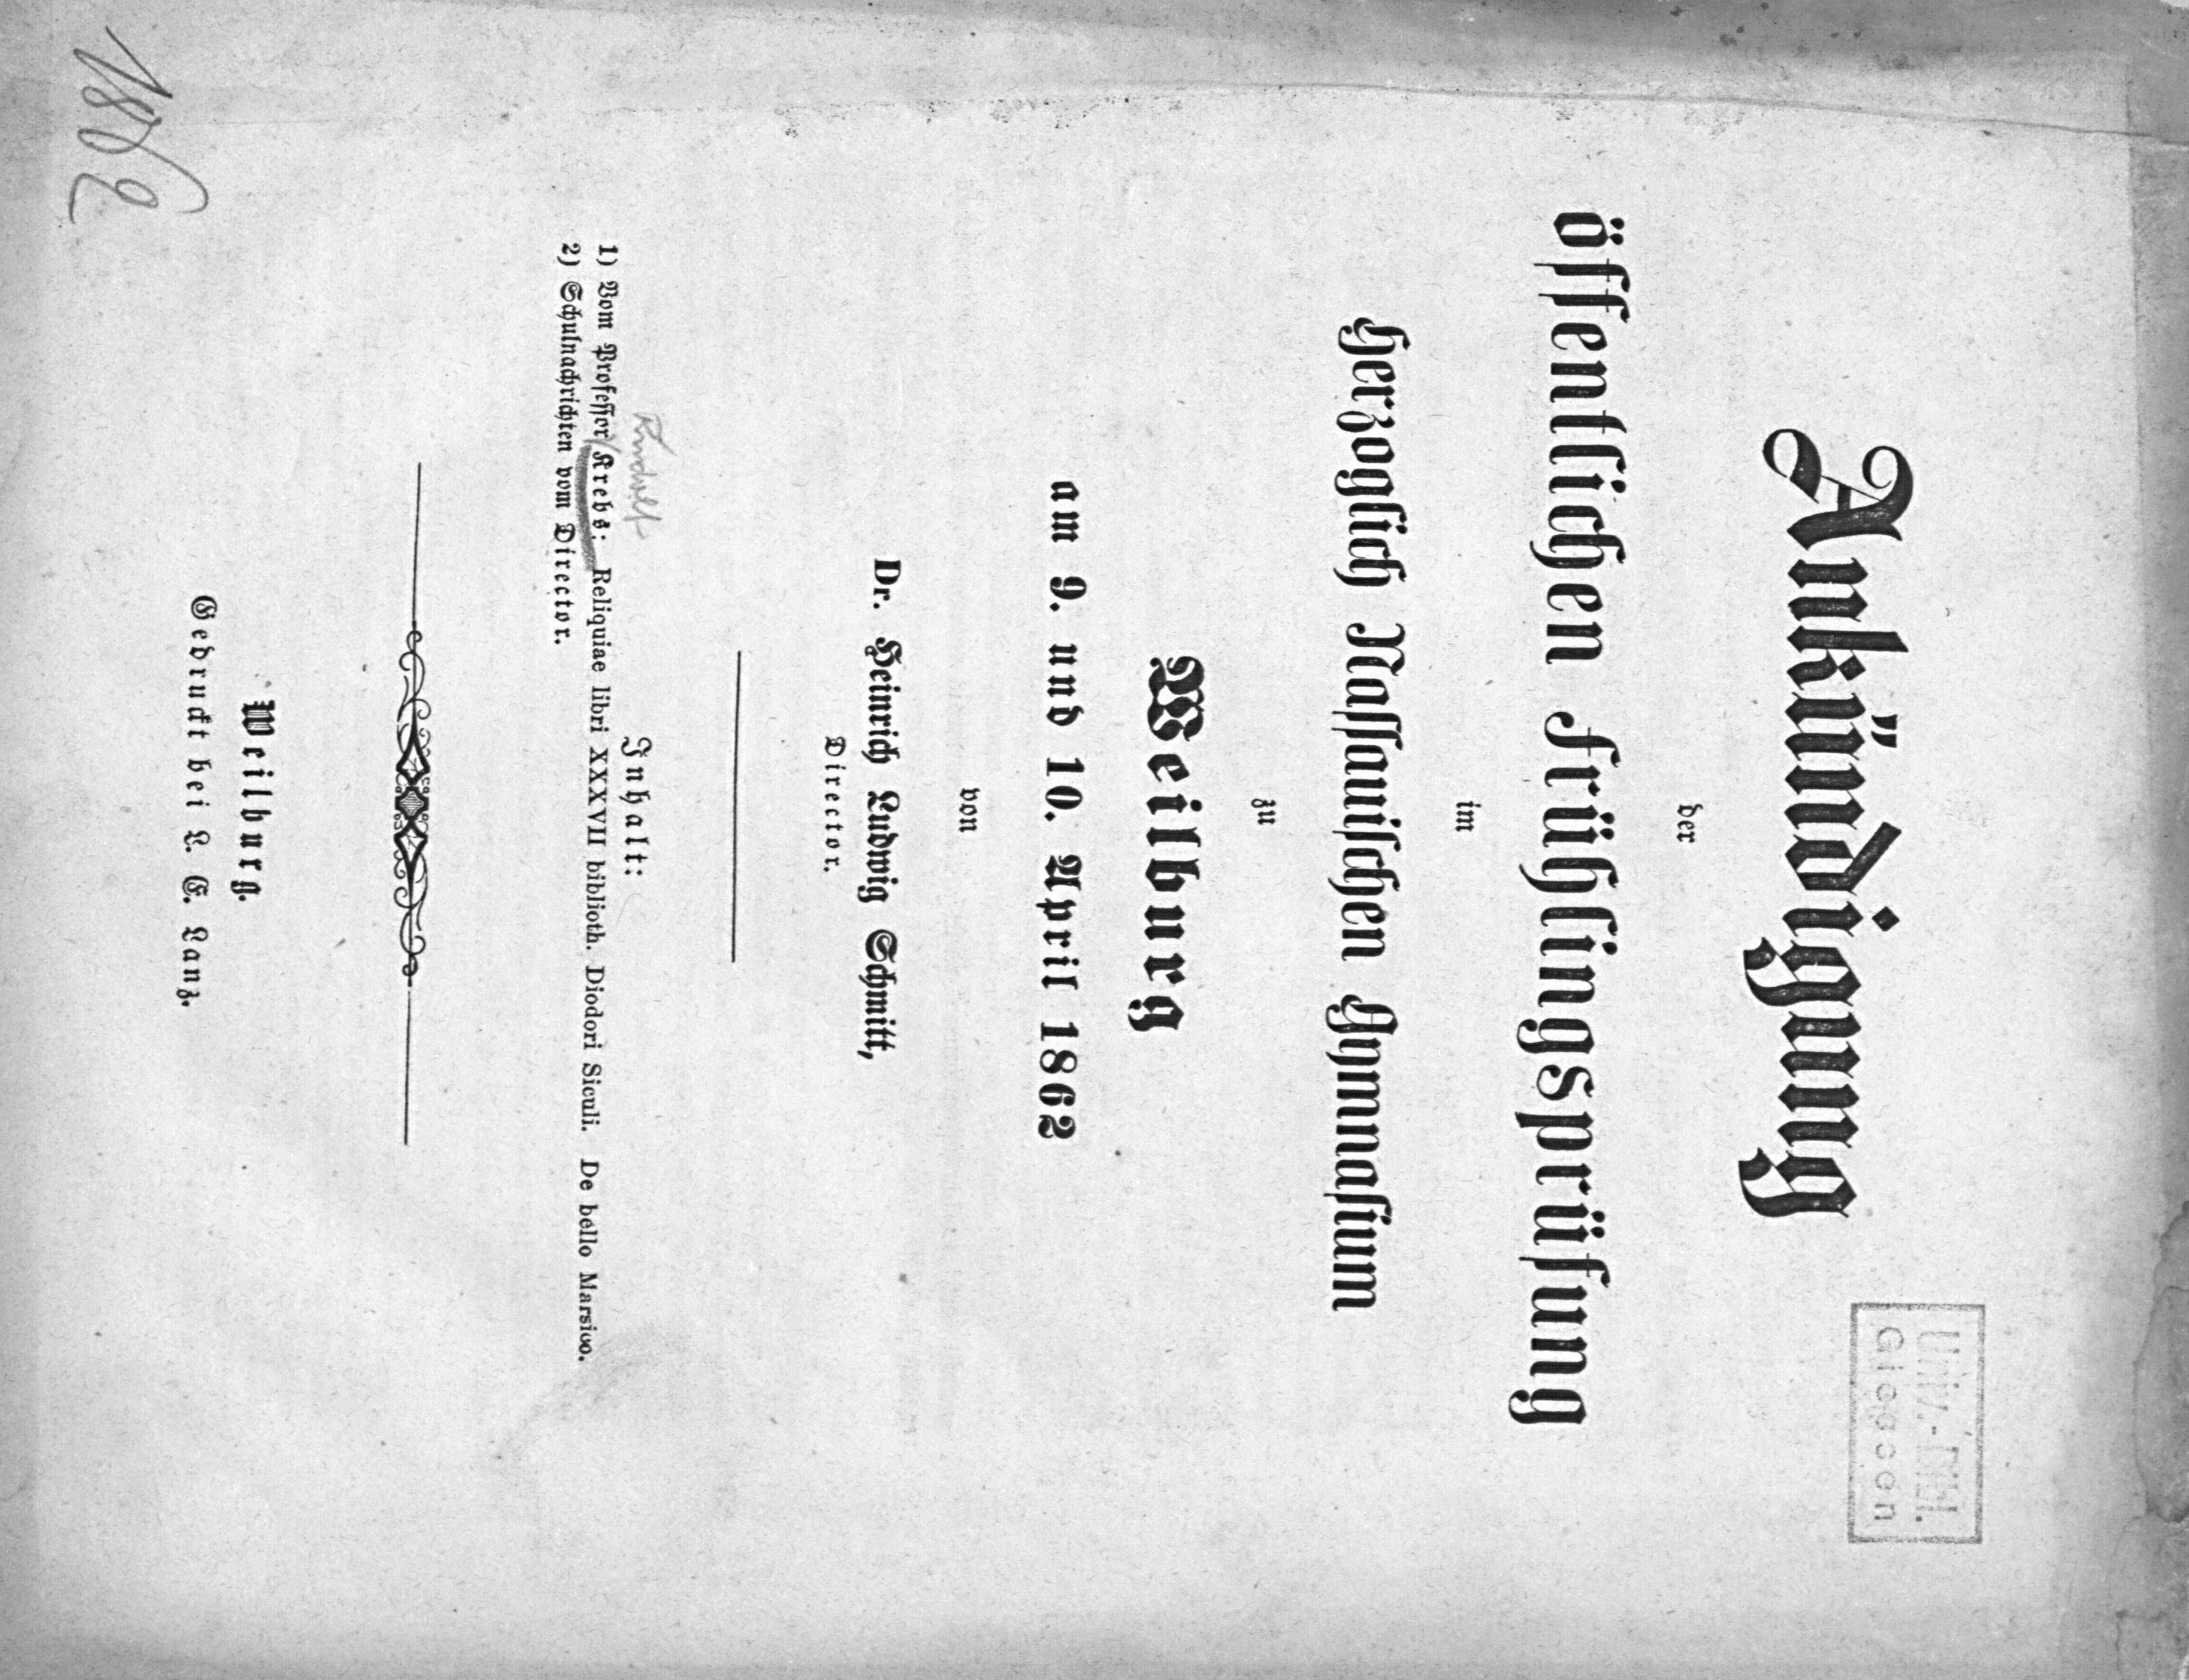 Univ.-Bibl.
Giessen
Ankündigung
der
öffentlichen Frühlingsprüfung
im
Herzoglich Nassauischen Gymnasium
zu
Weilburg
am 9. und 10. April 1862
von
Dr. Heinrich Ludwig Schmitt,
Director.
Inhalt:
1) Vom Professor Krebs: Reliquiae libri XXXVII biblioth. Diodori Siculi. De bello Marsico.
2) Schulnachrichten vom Director.
Weilburg.
Gedruckt bei L. E. Lanz.
1862